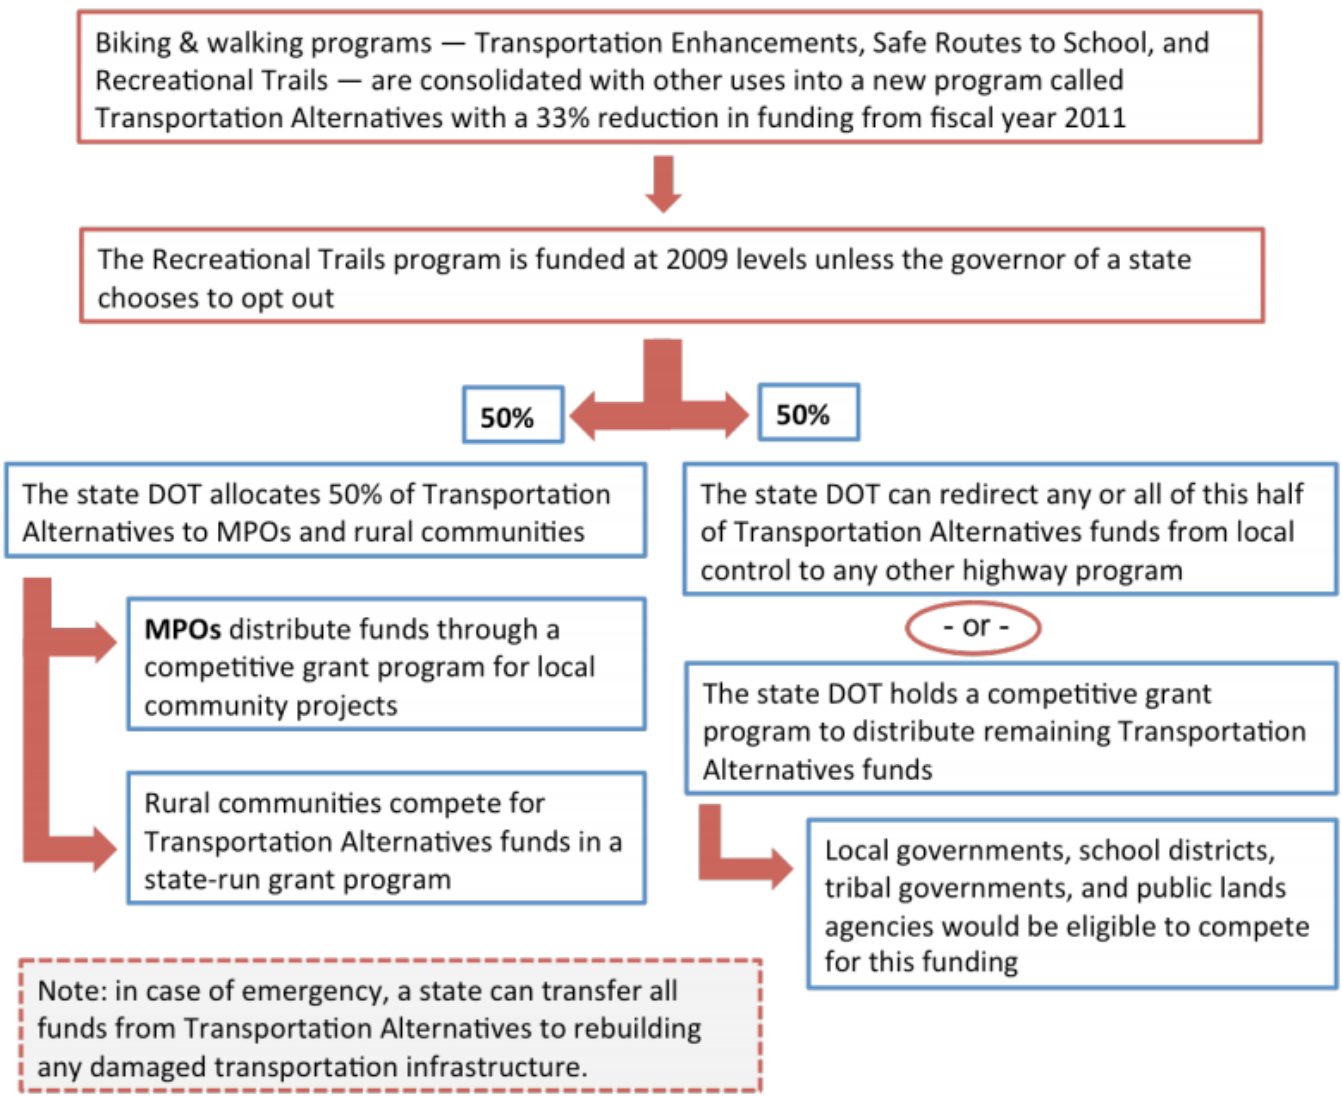 Biking & walking programs — Transportation Enhancements, Safe Routes to School, and
Recreational Trails — are consolidated with other uses into a new program called
Transportation Alternatives with a 33% reduction in funding from fiscal year 2011
The Recreational Trails program is funded at 2009 levels unless the governor of a state
chooses to opt out
50%
50%
The state DOT allocates 50% of Transportation
Alternatives to MPOs and rural communities
MPOs distribute funds through a
competitive grant program for local
community projects
Rural communities compete for
Transportation Alternatives funds in a
state-run grant program
The state DOT can redirect any or all of this half
of Transportation Alternatives funds from local
control to any other highway program
- or -
The state DOT holds a competitive grant
program to distribute remaining Transportation
Alternatives funds
Local governments, school districts,
tribal governments, and public lands
agencies would be eligible to compete
for this funding
Note: in case of emergency, a state can transfer all
funds from Transportation Alternatives to rebuilding
any damaged transportation infrastructure.